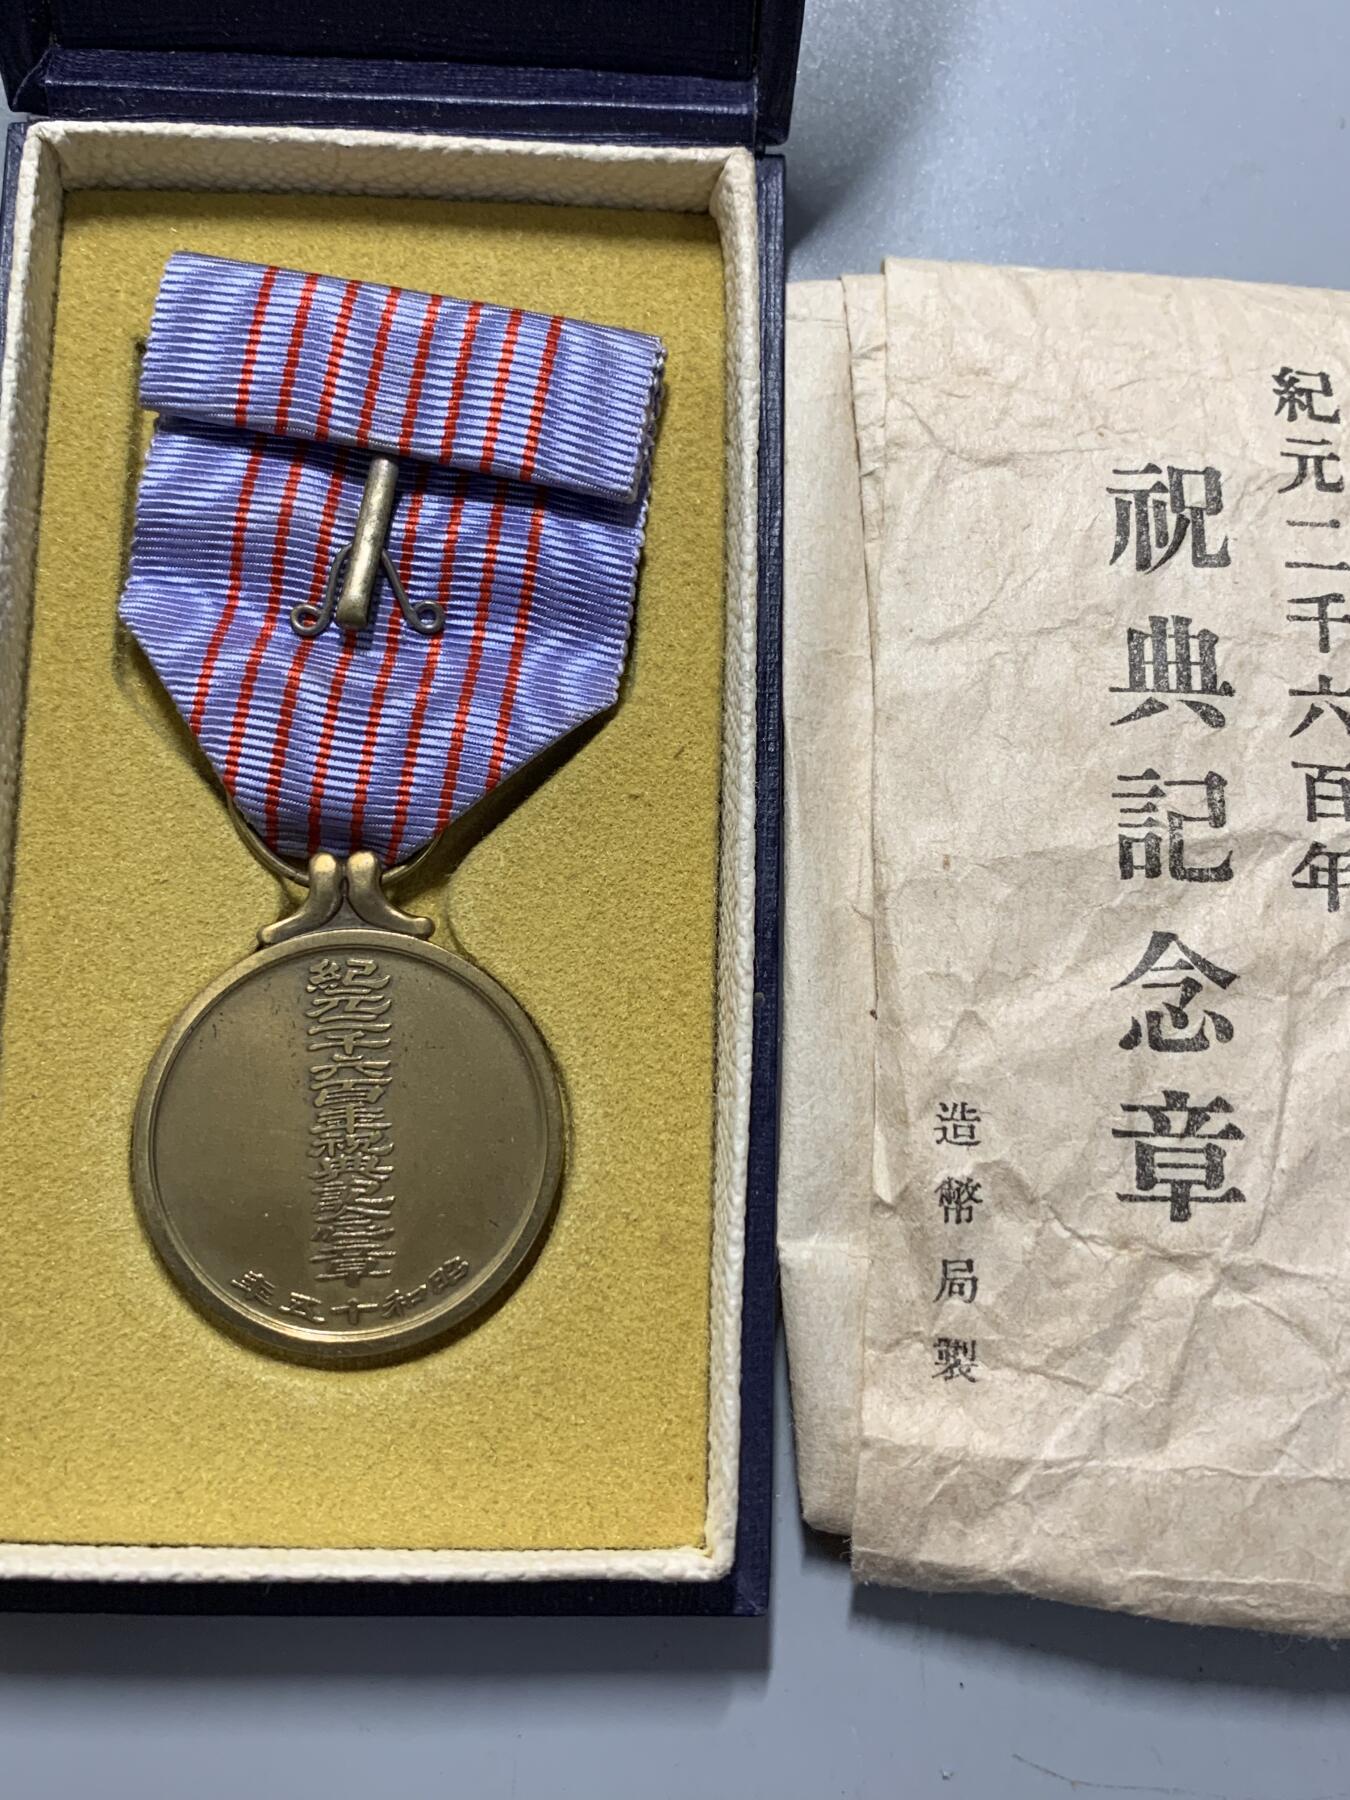 紀元二千六百年祝典記念章
昭和十五年
紀元二千六百年
祝典記念章
造幣局製